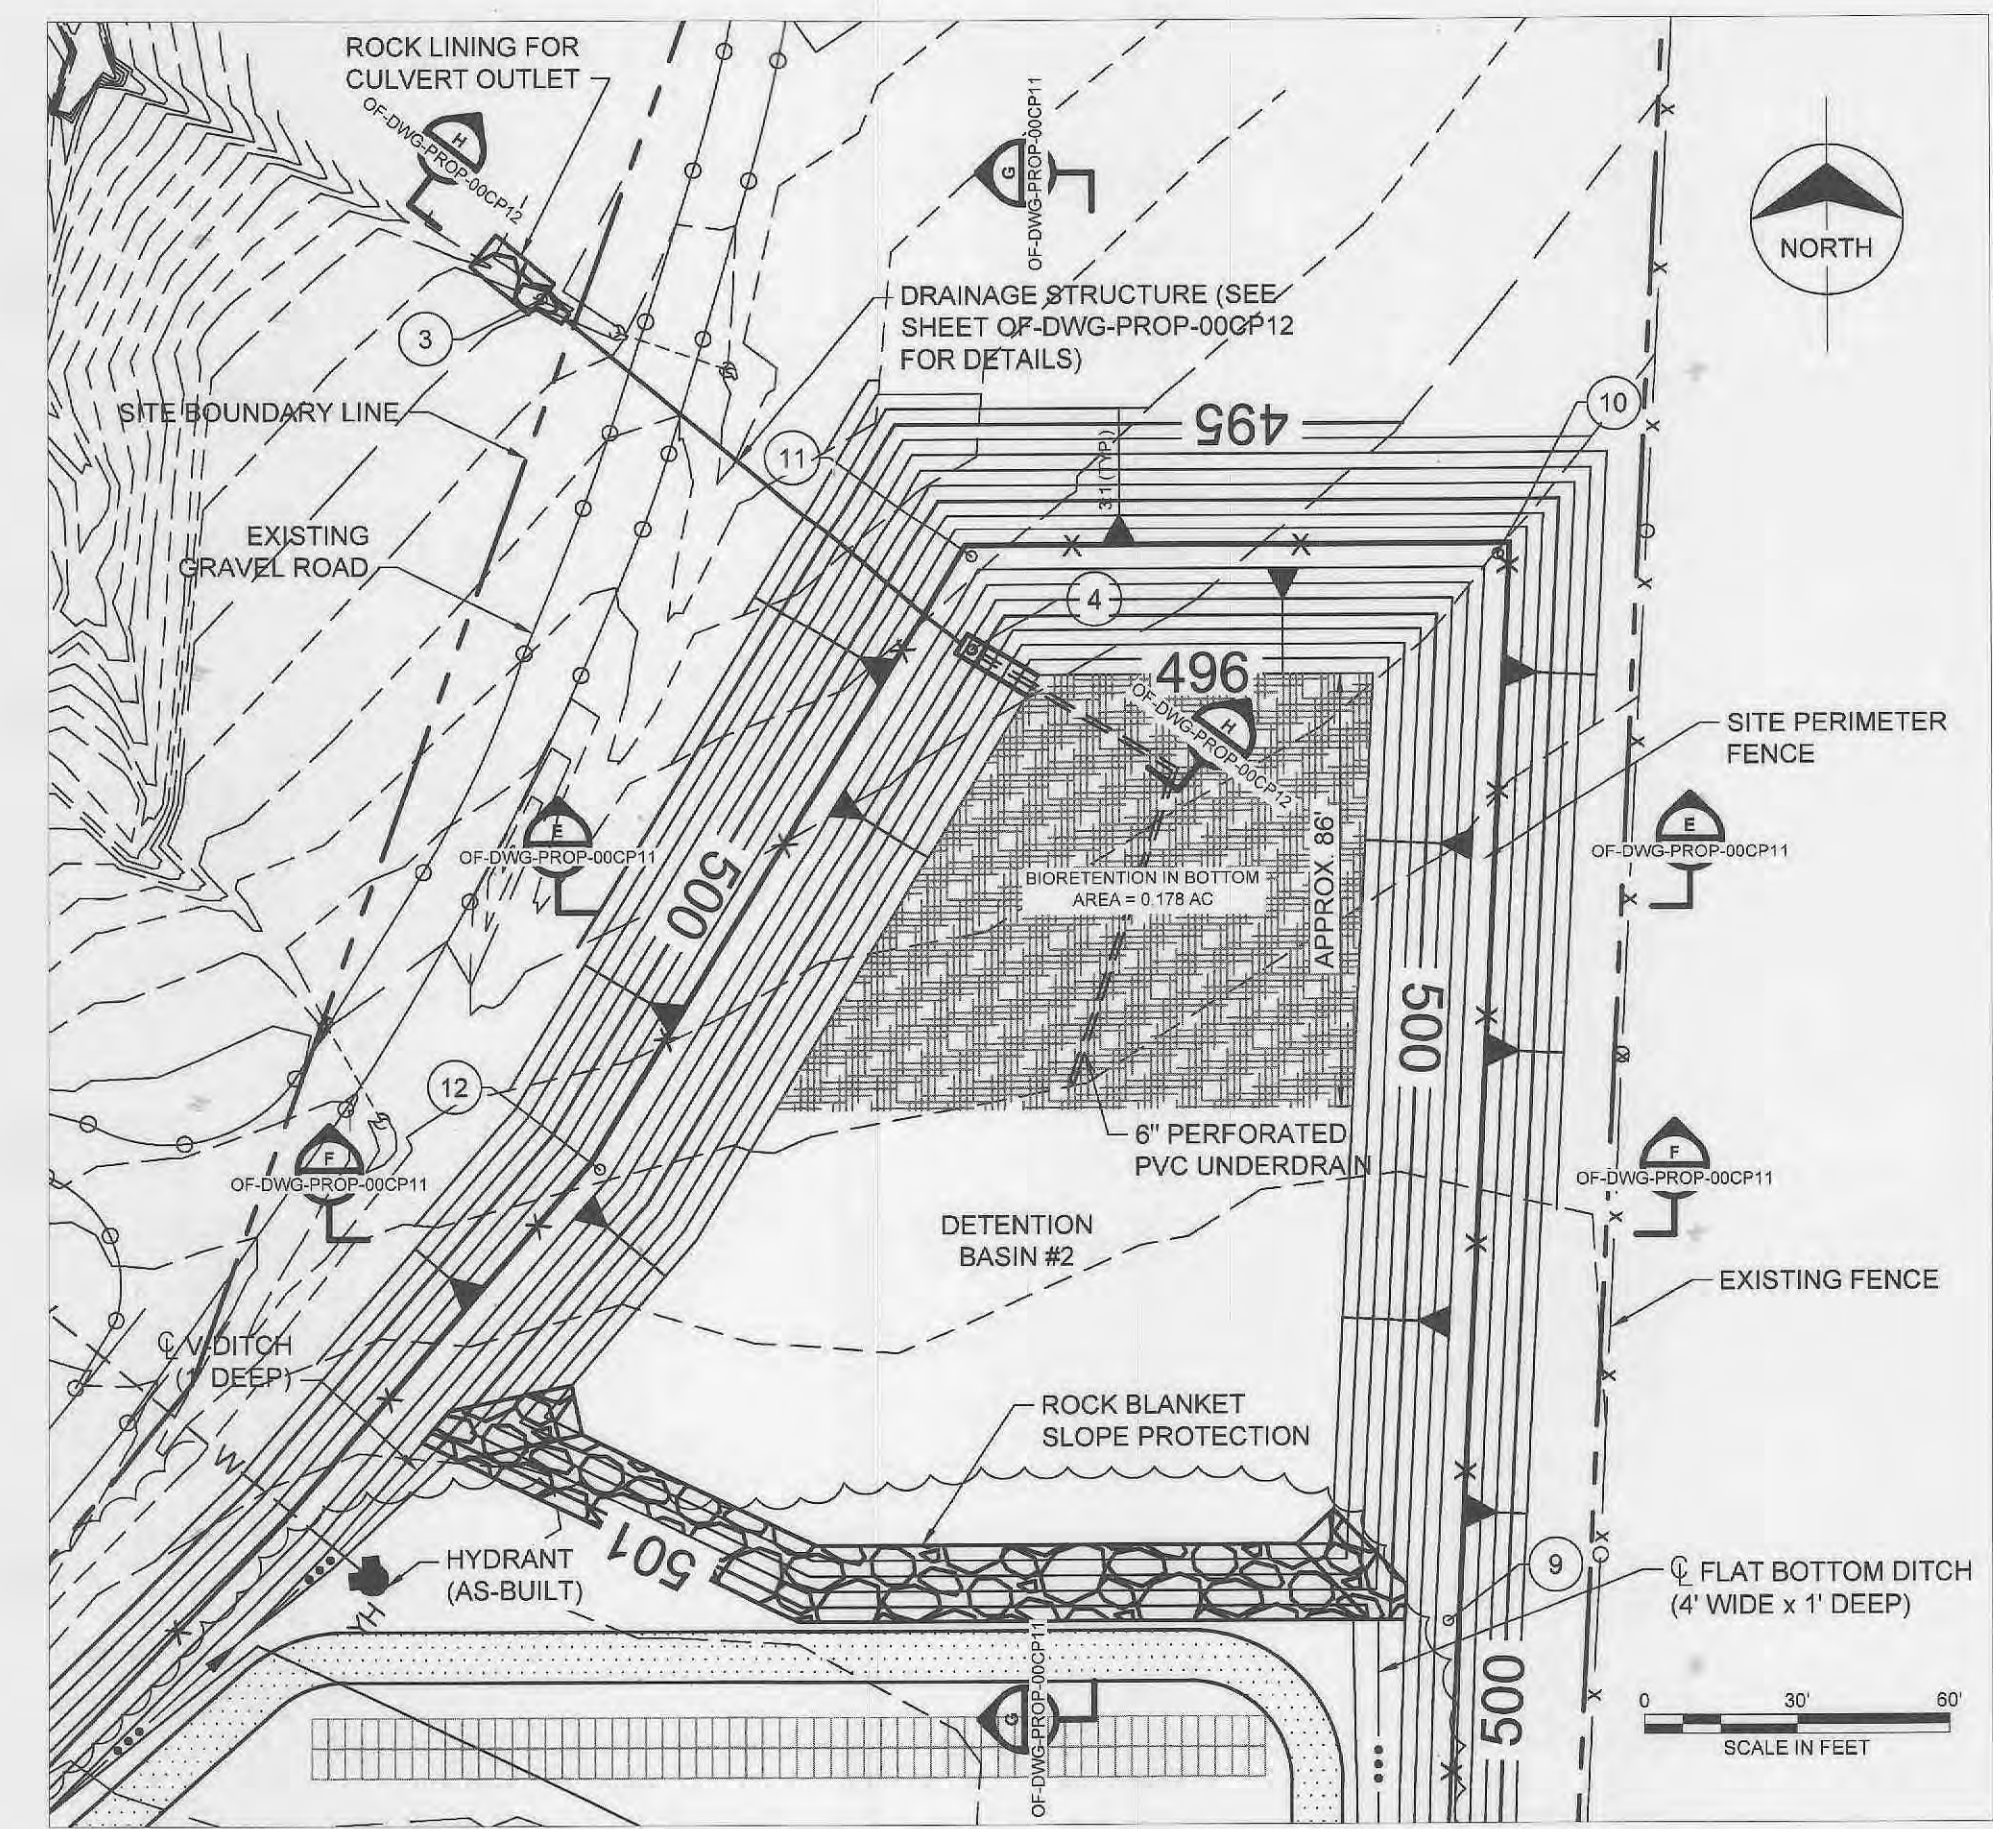 ROCK LINING FOR
CULVERT OUTLET
H
OF-DWG-PROP-00CP12
G
OF-DWG-PROP-00CP11
NORTH
DRAINAGE STRUCTURE (SEE
SHEET OF-DWG-PROP-00CP12
FOR DETAILS)
3
SITE BOUNDARY LINE
495
10
11
3:1 (TYP.)
EXISTING
GRAVEL ROAD
4
496
H
OF-DWG-PROP-00CP12
SITE PERIMETER
FENCE
E
OF-DWG-PROP-00CP11
500
BIORETENTION IN BOTTOM
AREA = 0.178 AC
APPROX. 86'
E
OF-DWG-PROP-00CP11
500
12
6" PERFORATED
PVC UNDERDRAIN
F
OF-DWG-PROP-00CP11
F
OF-DWG-PROP-00CP11
DETENTION
BASIN #2
EXISTING FENCE
℄ V-DITCH
(1' DEEP)
ROCK BLANKET
SLOPE PROTECTION
W
HYDRANT
(AS-BUILT)
HY
501
9
℄ FLAT BOTTOM DITCH
(4' WIDE x 1' DEEP)
G
OF-DWG-PROP-00CP11
500
0 30' 60'
SCALE IN FEET